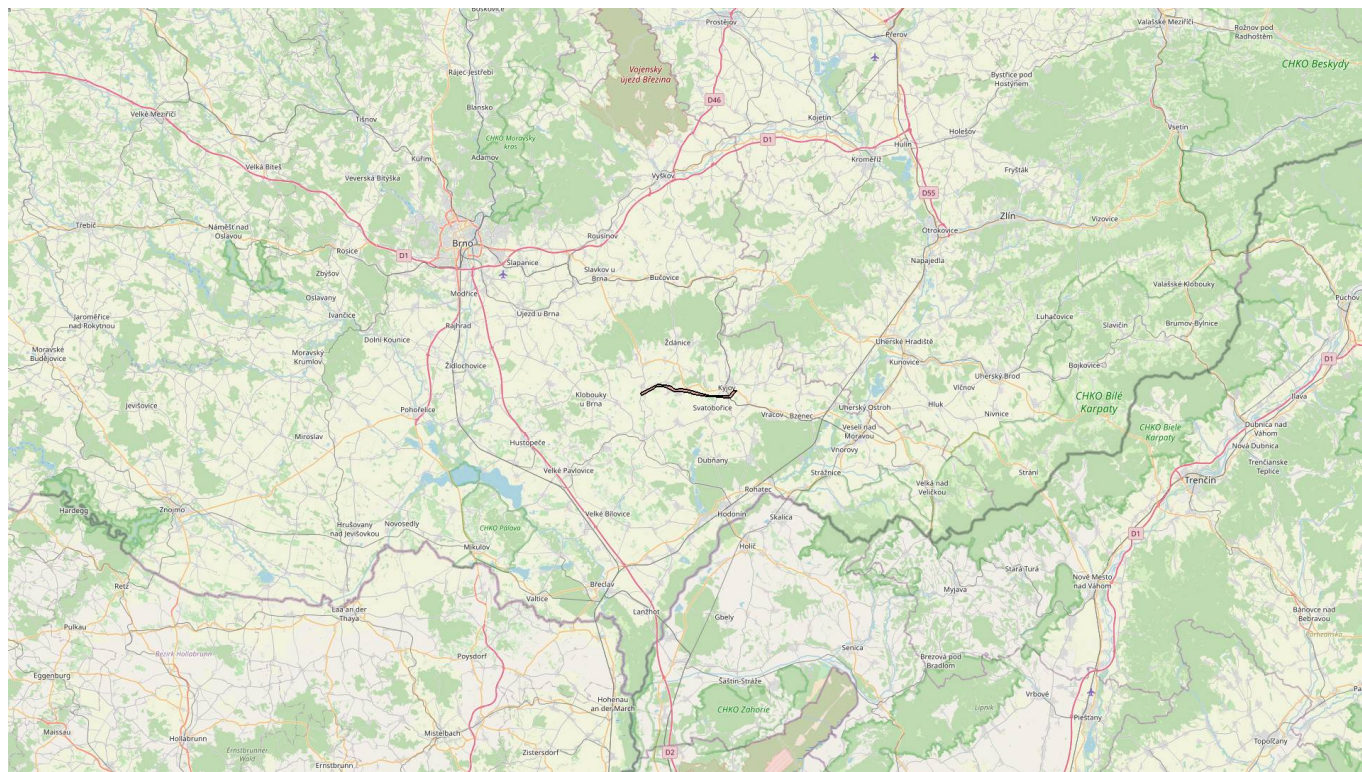 Boskovice
Prostějov
Přerov
Valašské Meziříčí
Rožnov pod
Radhoštěm
CHKO Beskydy
Rájec-Jestřebí
Vojenský
újezd Březina
Bystřice pod
Hostýnem
Velké Meziříčí
Tišnov
Blansko
D46
Kojetín
Holešov
Vsetín
CHKO Moravský
kras
D1
Hulín
Kuřim
Adamov
Kroměříž
Velká Bíteš
Veverská Bítýška
Vyškov
Fryšták
D55
Třebíč
Náměšť nad
Oslavou
Rosice
D1
Brno
Rousínov
Zlín
Vizovice
Otrokovice
Šlapanice
Napajedla
Zbýšov
Slavkov u
Brna
Bučovice
Valašské Klobouky
Oslavany
Modřice
Púchov
Jaroměřice
nad Rokytnou
Ivančice
Rajhrad
Újezd u Brna
Luhačovice
Slavičín
Brumov-Bylnice
Moravské
Budějovice
Moravský
Krumlov
Dolní Kounice
Ždánice
Uherské Hradiště
D1
Židlochovice
Kunovice
Bojkovice
Uherský Brod
Jevišovice
Klobouky
u Brna
Kyjov
Vlčnov
Ilava
Pohořelice
Svatobořice
Vracov
Bzenec
Uherský Ostroh
Hluk
Nivnice
CHKO Bílé
Karpaty
Miroslav
Hustopeče
Veselí nad
Moravou
CHKO Biele
Karpaty
Dubnica nad
Váhom
Nová Dubnica
Vnorovy
Velké Pavlovice
Dubňany
Strážnice
Strání
Trenčianske
Teplice
Velká nad
Veličkou
Trenčín
Rohatec
Hardegg
Znojmo
Velké Bílovice
Hodonín
Skalica
Hrušovany
nad Jevišovkou
Novosedly
CHKO Pálava
D1
Mikulov
Holíč
Stará Turá
Nové Mesto
nad Váhom
Retz
Břeclav
Myjava
Valtice
Laa an der
Thaya
Lanžhot
Gbely
Bánovce nad
Bebravou
Pulkau
Partizánska
Bezirk Hollabrunn
Poysdorf
Senica
Brezová pod
Bradlom
Eggenburg
Šaštín-Stráže
Vrbové
Hohenau
an der March
CHKO Záhorie
Lipník
Piešťany
Maissau
Hollabrunn
Mistelbach
Topoľčany
Ernstbrunner
Wald
Zistersdorf
D2
Ernstbrunn